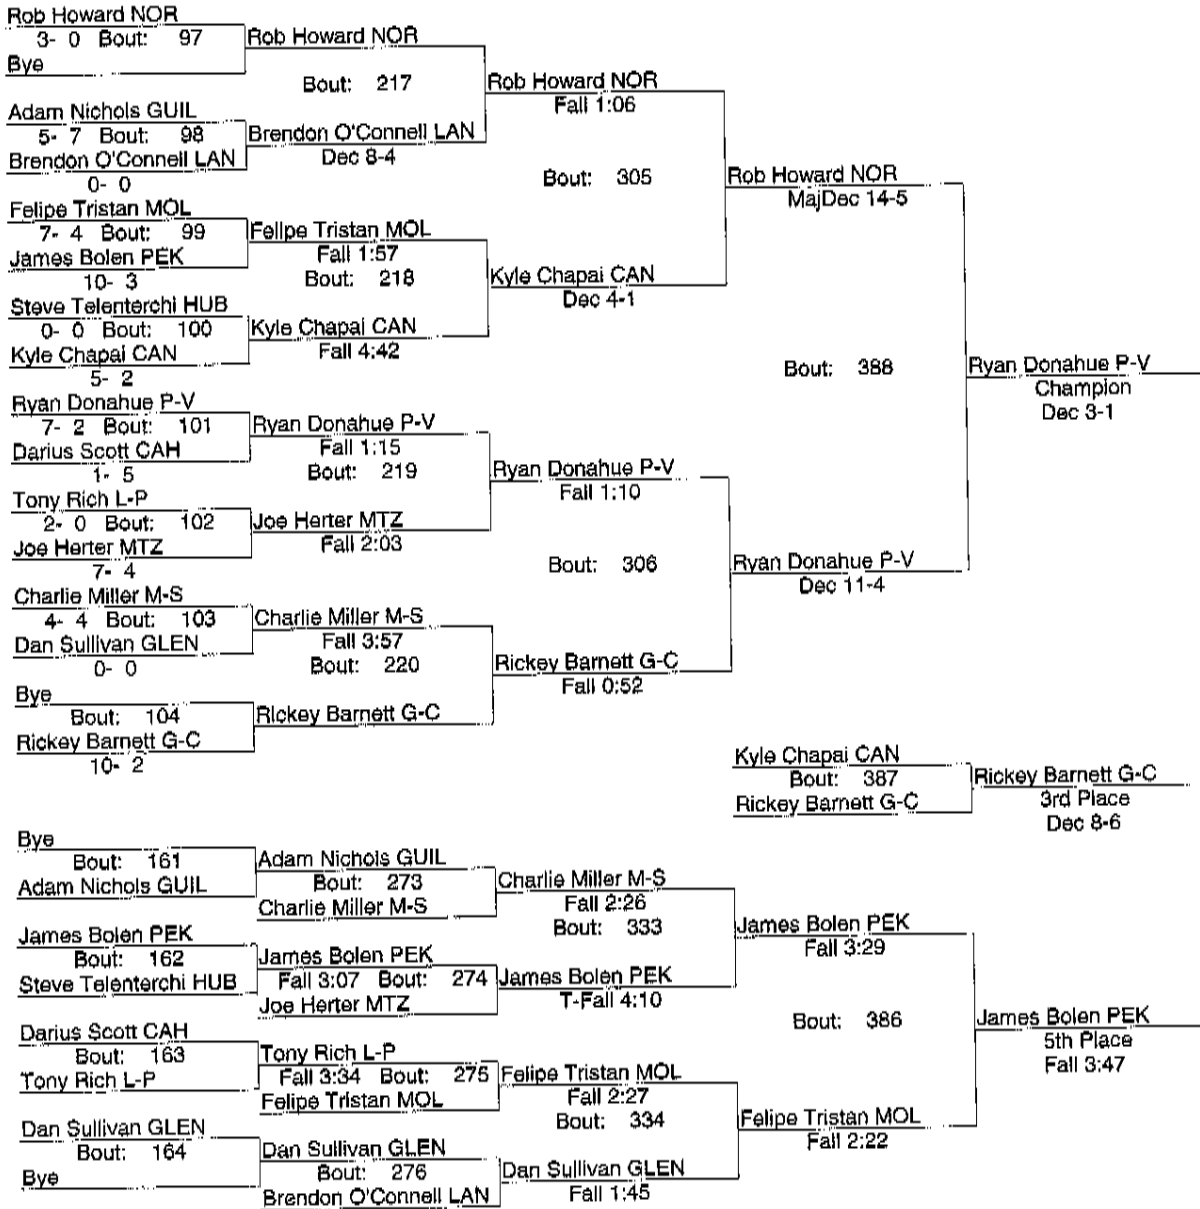 Rob Howard NOR
3- 0 Bout: 97
Bye
Rob Howard NOR
Bout: 217
Adam Nichols GUIL
5- 7 Bout: 98
Brendon O'Connell LAN
0- 0
Brendon O'Connell LAN
Dec 8-4
Rob Howard NOR
Fall 1:06
Bout: 305
Felipe Tristan MOL
7- 4 Bout: 99
James Bolen PEK
10- 3
Felipe Tristan MOL
Fall 1:57
Bout: 218
Steve Telenterchi HUB
0- 0 Bout: 100
Kyle Chapai CAN
5- 2
Kyle Chapai CAN
Fall 4:42
Kyle Chapai CAN
Dec 4-1
Rob Howard NOR
MajDec 14-5
Bout: 388
Ryan Donahue P-V
Champion
Dec 3-1
Ryan Donahue P-V
7- 2 Bout: 101
Darius Scott CAH
1- 5
Ryan Donahue P-V
Fall 1:15
Bout: 219
Tony Rich L-P
2- 0 Bout: 102
Joe Herter MTZ
7- 4
Joe Herter MTZ
Fall 2:03
Ryan Donahue P-V
Fall 1:10
Bout: 306
Charlie Miller M-S
4- 4 Bout: 103
Dan Sullivan GLEN
0- 0
Charlie Miller M-S
Fall 3:57
Bout: 220
Bye
Bout: 104
Rickey Barnett G-C
10- 2
Rickey Barnett G-C
Rickey Barnett G-C
Fall 0:52
Ryan Donahue P-V
Dec 11-4
Kyle Chapai CAN
Bout: 387
Rickey Barnett G-C
Rickey Barnett G-C
3rd Place
Dec 8-6
Bye
Bout: 161
Adam Nichols GUIL
Adam Nichols GUIL
Bout: 273
Charlie Miller M-S
Charlie Miller M-S
Fall 2:26
Bout: 333
James Bolen PEK
Bout: 162
Steve Telenterchi HUB
James Bolen PEK
Fall 3:07 Bout: 274
Joe Herter MTZ
James Bolen PEK
T-Fall 4:10
James Bolen PEK
Fall 3:29
Bout: 386
James Bolen PEK
5th Place
Fall 3:47
Darius Scott CAH
Bout: 163
Tony Rich L-P
Tony Rich L-P
Fall 3:34 Bout: 275
Felipe Tristan MOL
Felipe Tristan MOL
Fall 2:27
Bout: 334
Dan Sullivan GLEN
Bout: 164
Bye
Dan Sullivan GLEN
Bout: 276
Brendon O'Connell LAN
Dan Sullivan GLEN
Fall 1:45
Felipe Tristan MOL
Fall 2:22